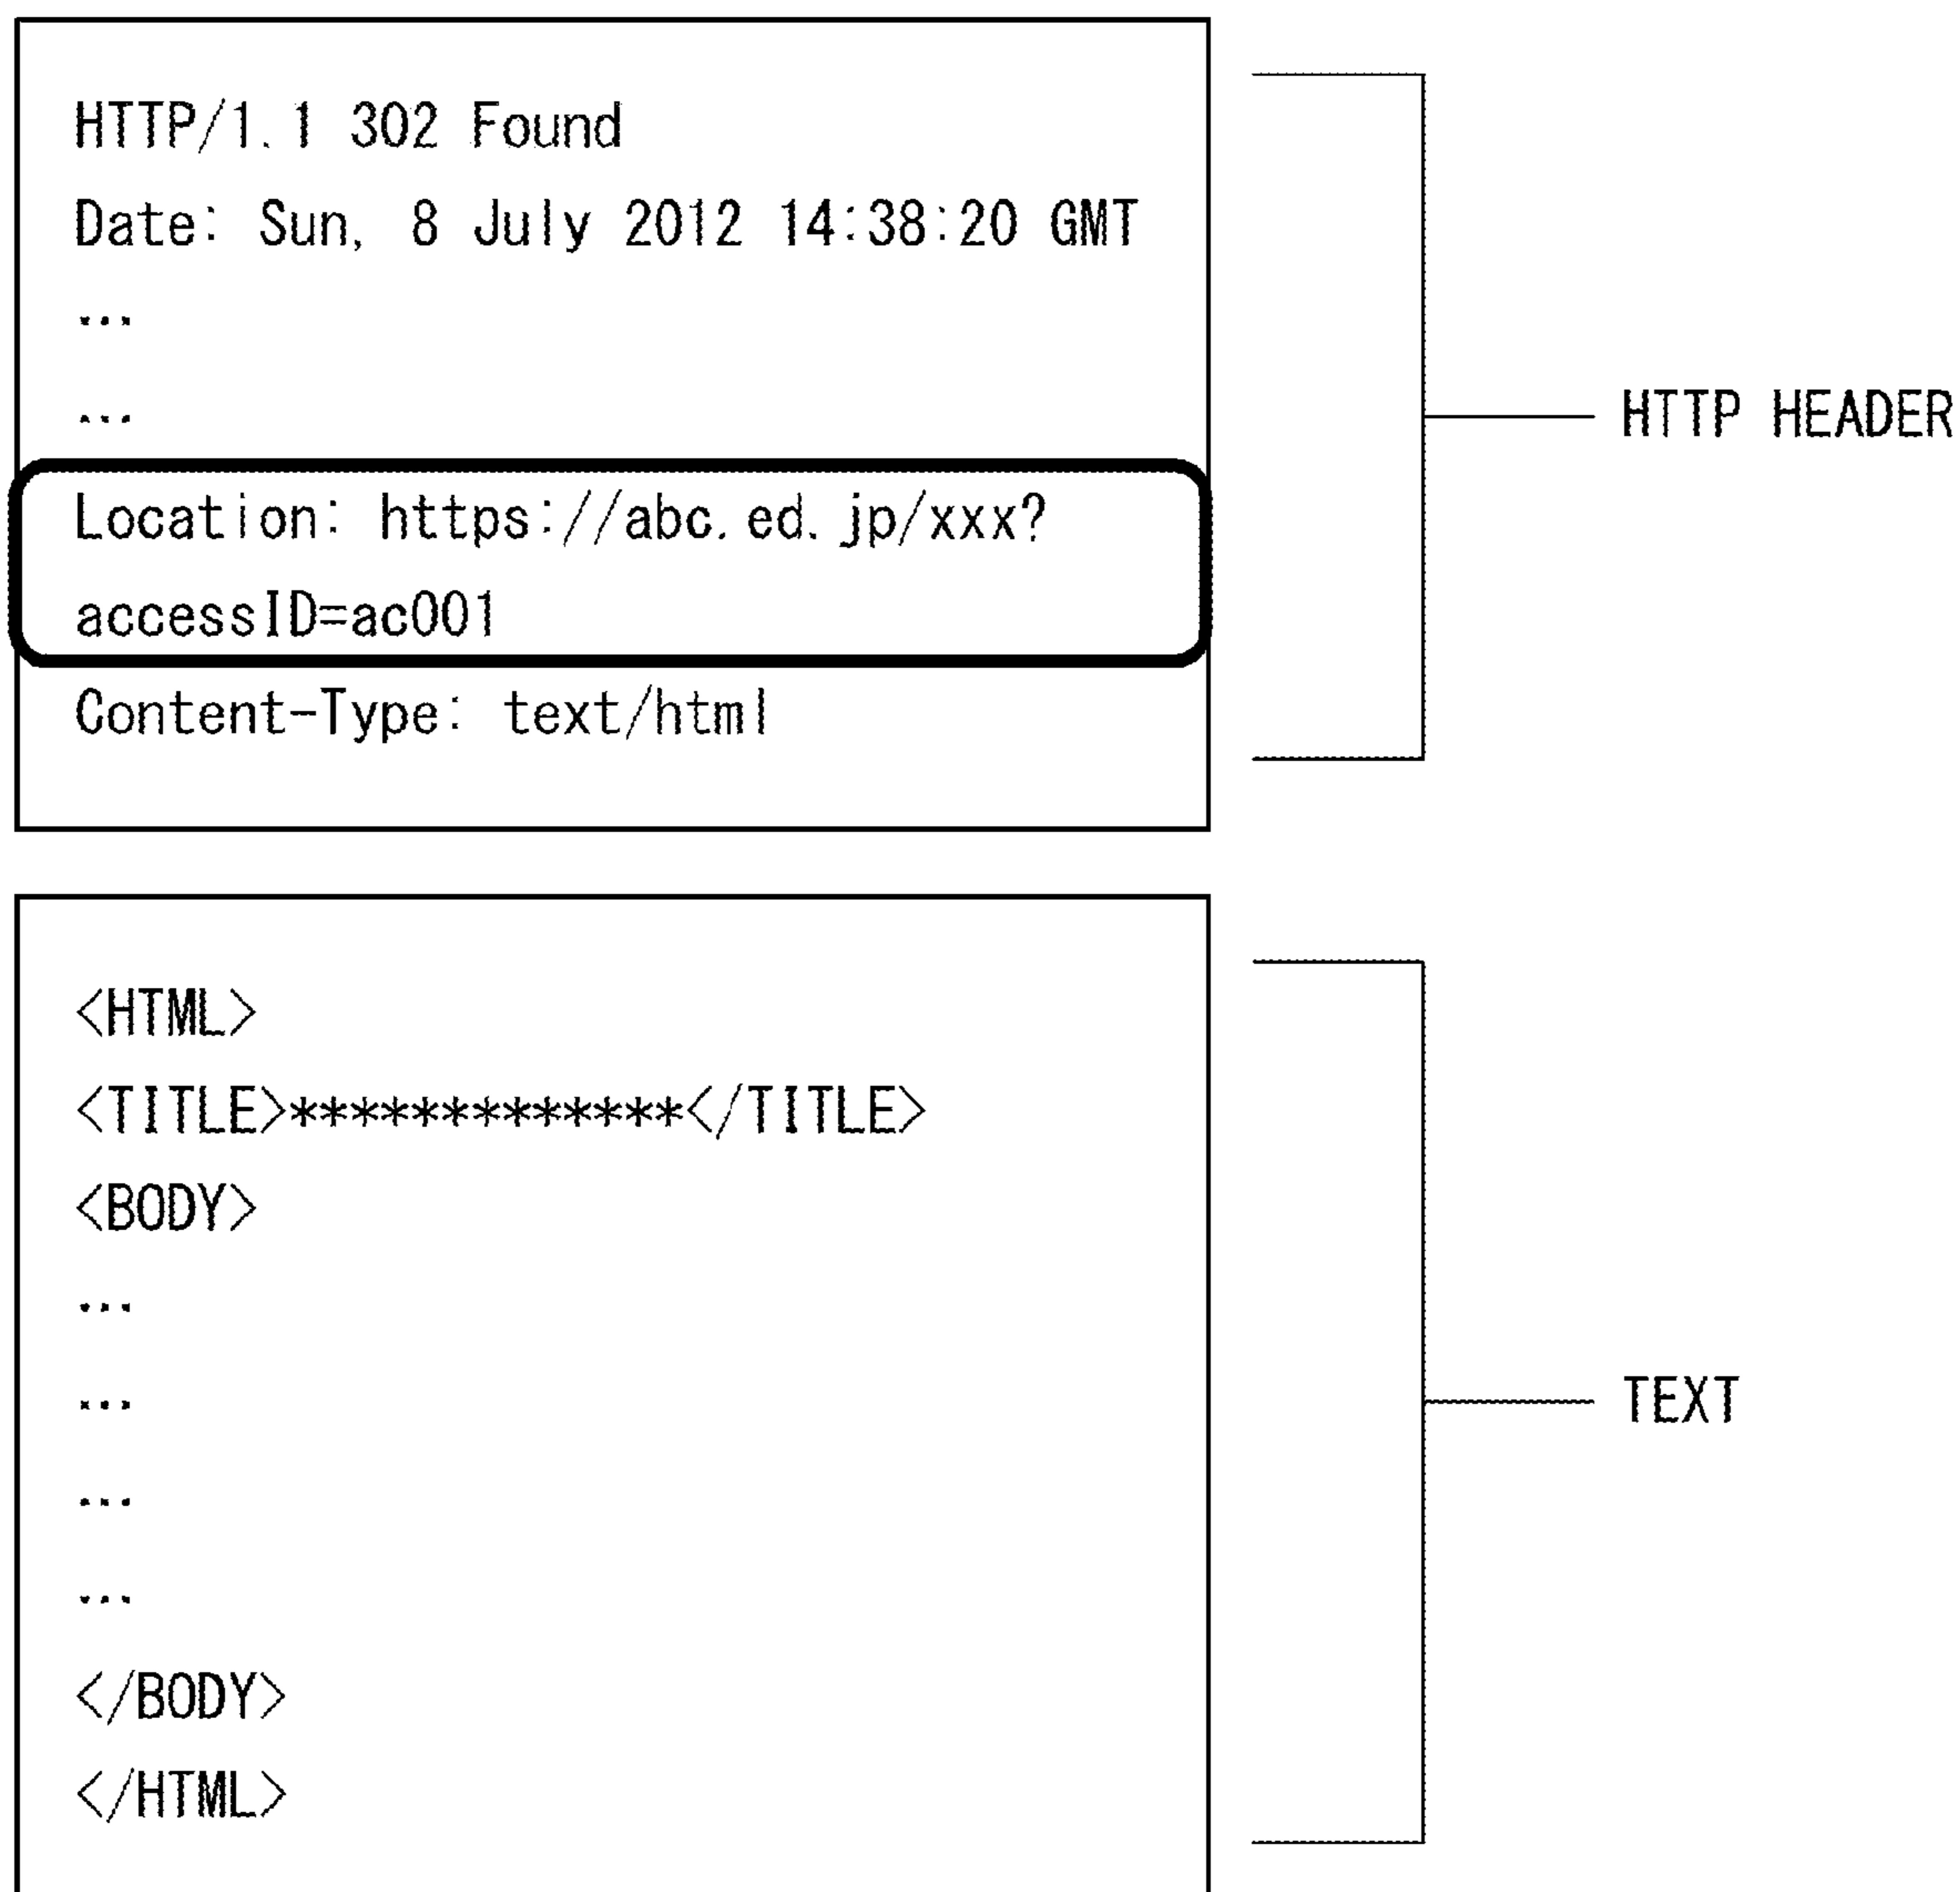 HTTP/1.1 302 Found
Date: Sun, 8 July 2012 14:38:20 GMT
...
...
HTTP HEADER
Location: https://abc.ed.jp/xxx?
accessID=ac001
Content-Type: text/html
<HTML>
<TITLE>*************</TITLE>
<BODY>
...
...
TEXT
...
...
</BODY>
</HTML>